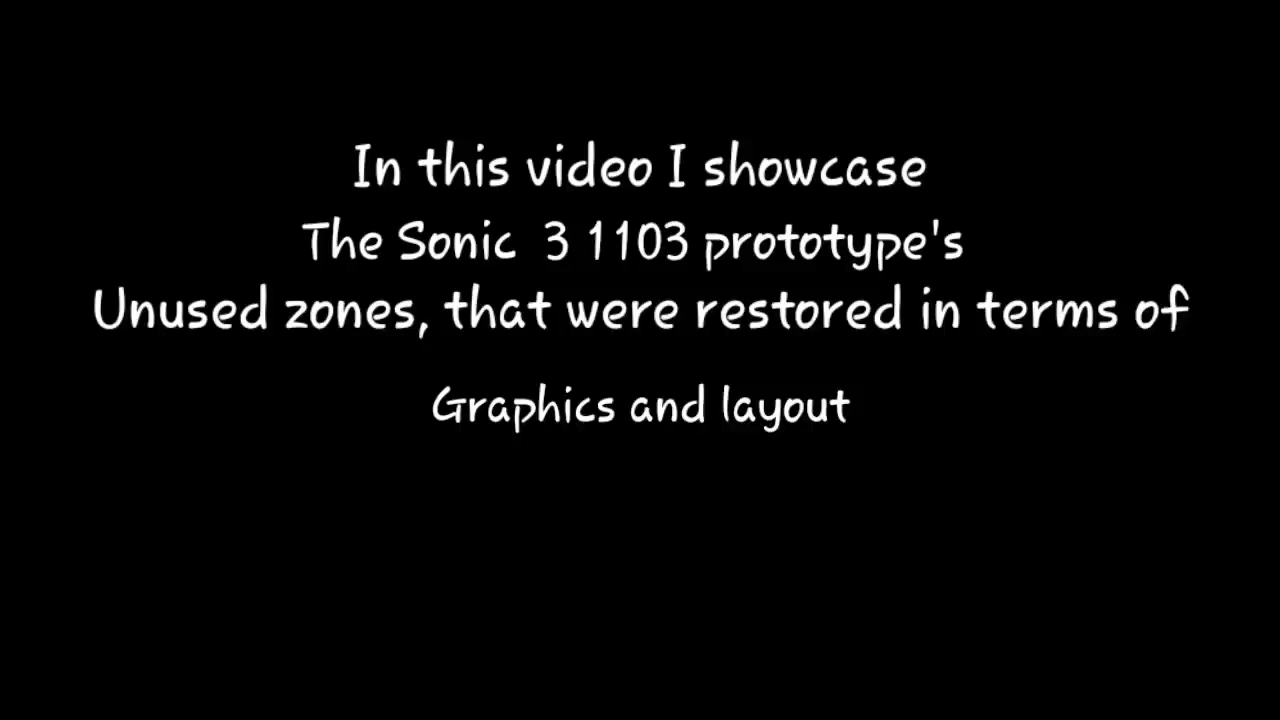 In this video I showcase
The Sonic 3 1103 prototype's
Unused zones, that were restored in terms of
Graphics and layout